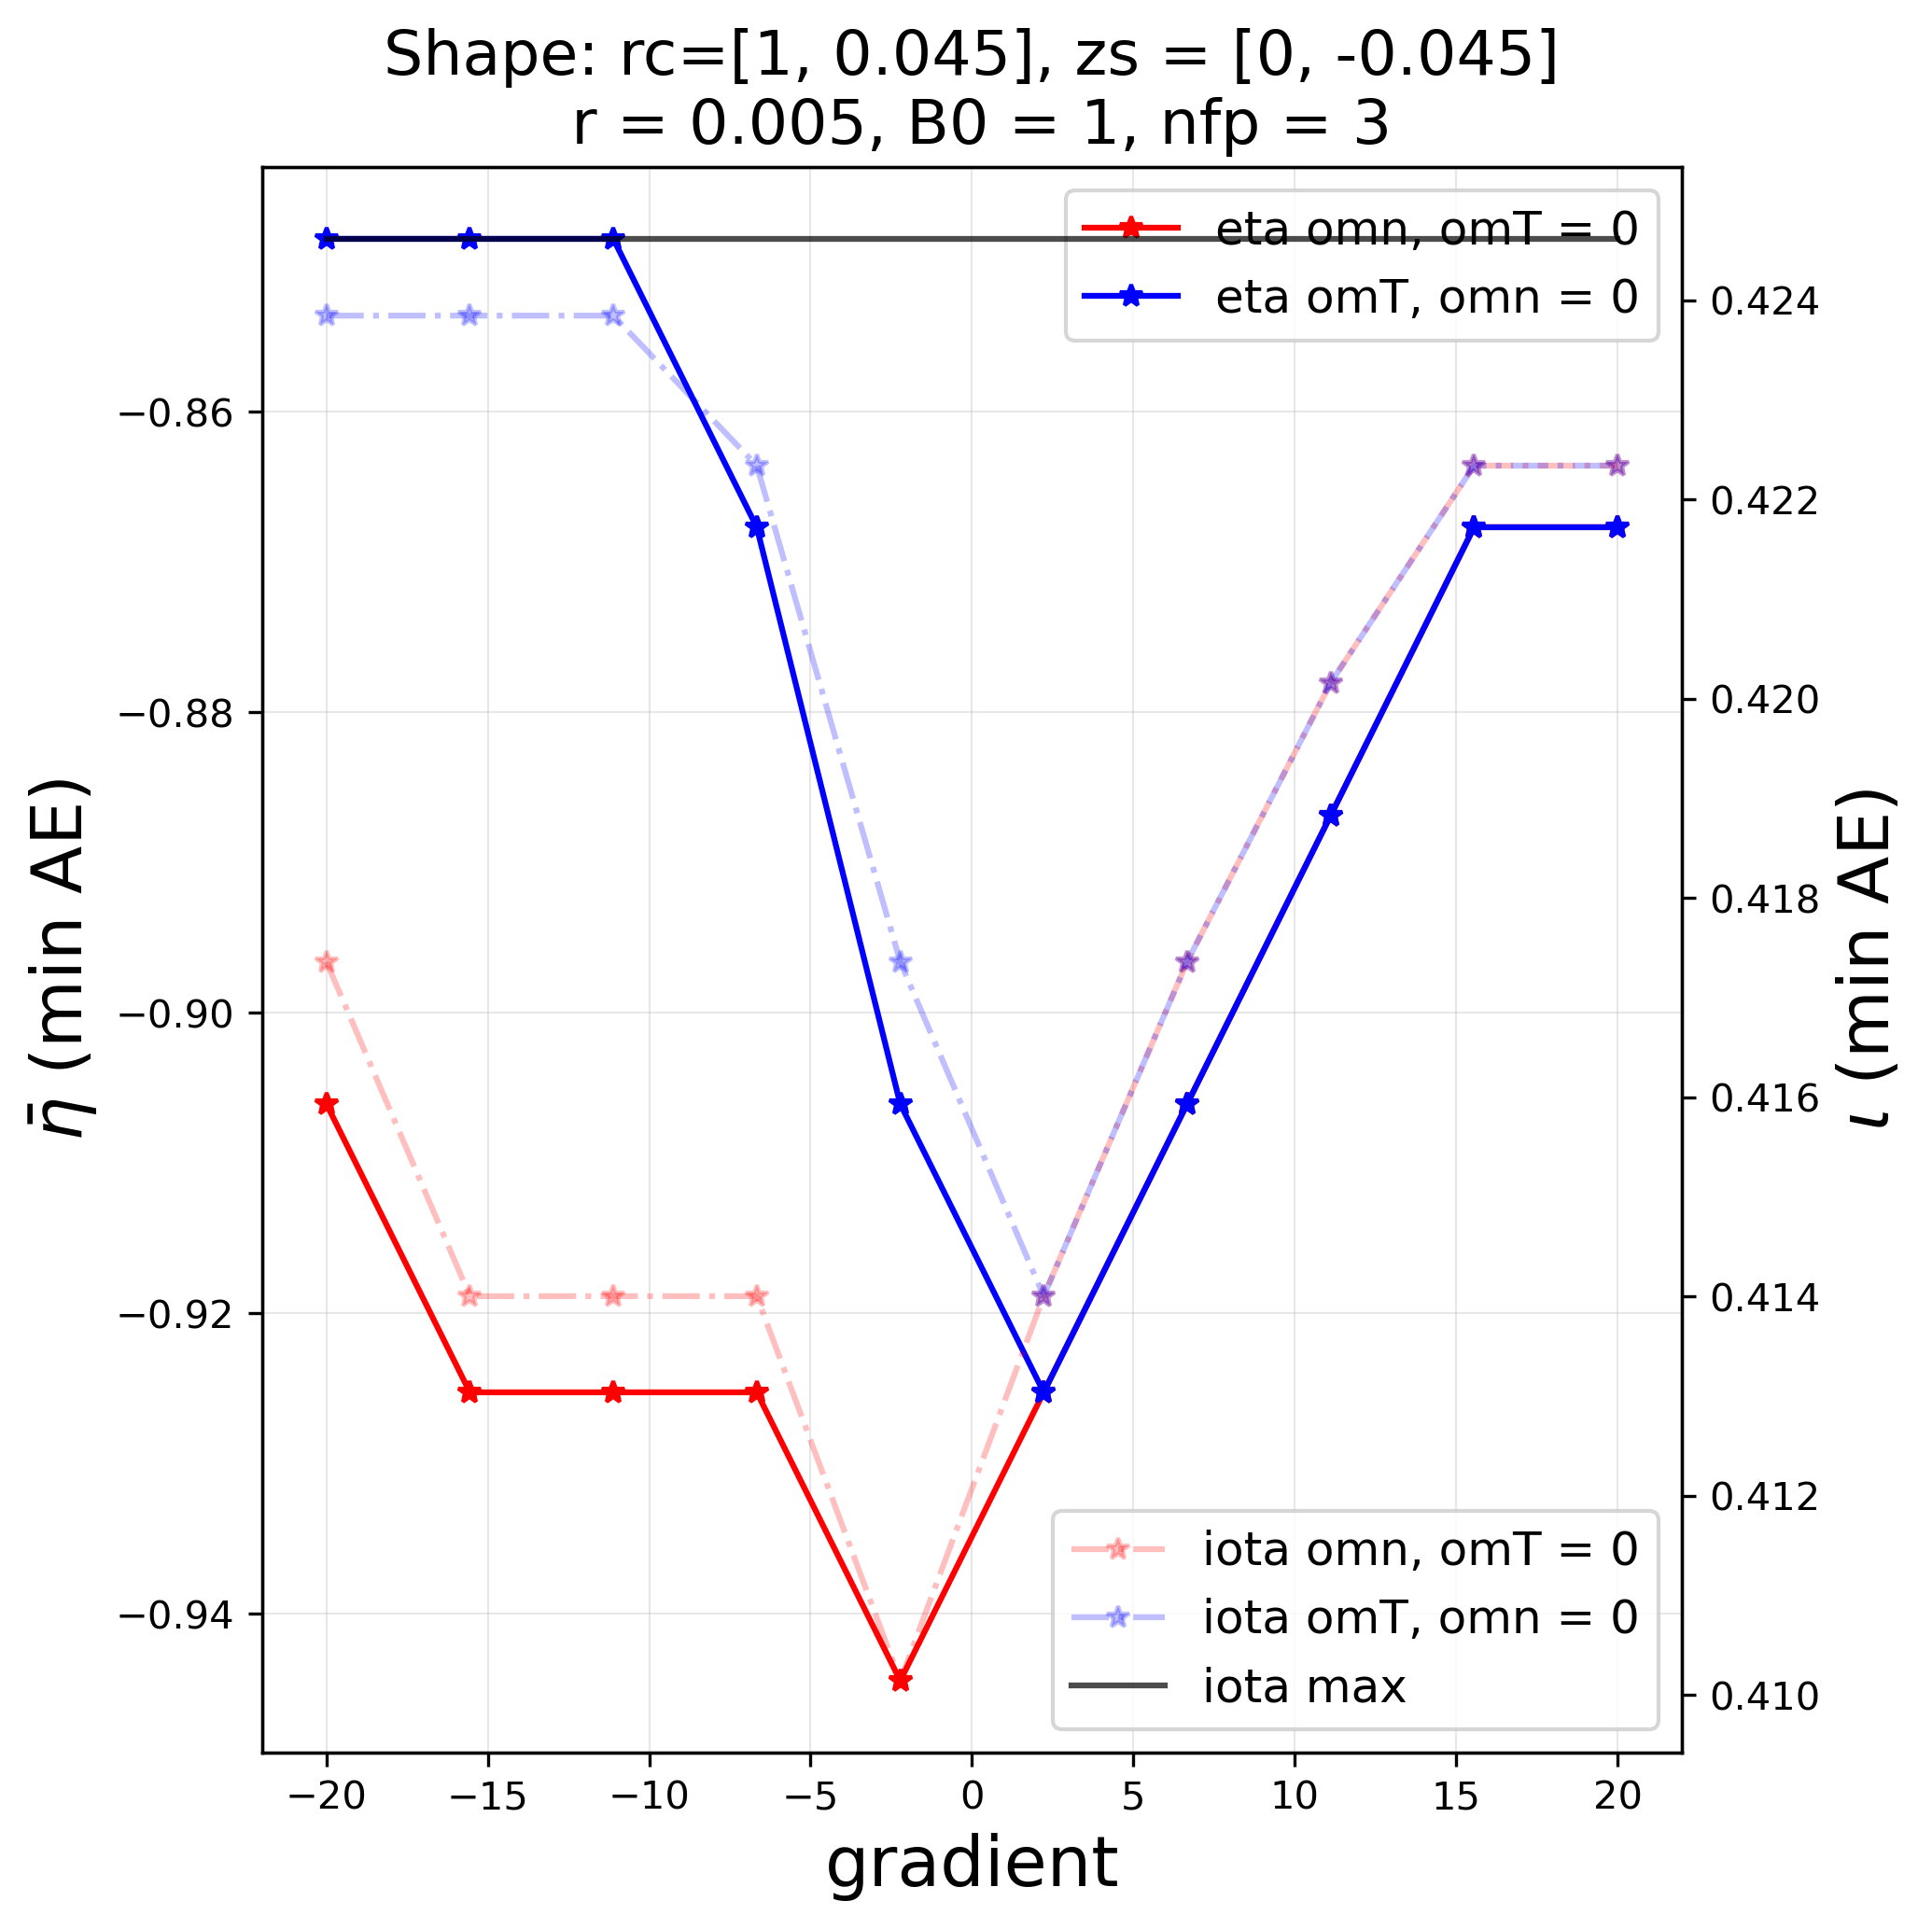 Shape: rc=[1, 0.045], zs = [0, -0.045]
r = 0.005, B0 = 1, nfp = 3
eta omn, omT = 0
eta omT, omn = 0
−0.86
−0.88
−0.90
−0.92
−0.94
η̄ (min AE)
0.424
0.422
0.420
0.418
0.416
0.414
0.412
0.410
ι (min AE)
iota omn, omT = 0
iota omT, omn = 0
iota max
−20 −15 −10 −5 0 5 10 15 20
gradient